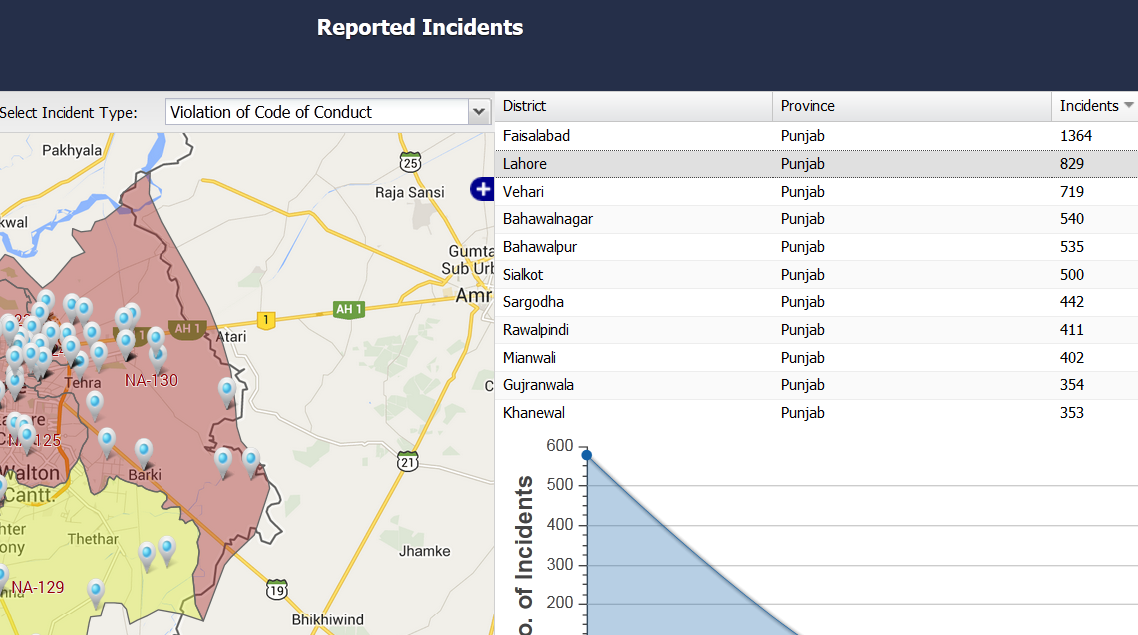 Reported Incidents
Select Incident Type:
Violation of Code of Conduct
District Province Incidents
Faisalabad Punjab 1364
Lahore Punjab 829
Vehari Punjab 719
Bahawalnagar Punjab 540
Bahawalpur Punjab 535
Sialkot Punjab 500
Sargodha Punjab 442
Rawalpindi Punjab 411
Mianwali Punjab 402
Gujranwala Punjab 354
Khanewal Punjab 353
Pakhyala
25
Raja Sansi
kwal
Gumta
Sub Urb
Amr
AH 1
1
1
AH 1
Atari
Tehra
NA-130
125
21
Walton
Cantt.
Barki
Thethar
Jhamke
NA-129
19
Bhikhiwind
600
500
400
300
200
o. of Incidents